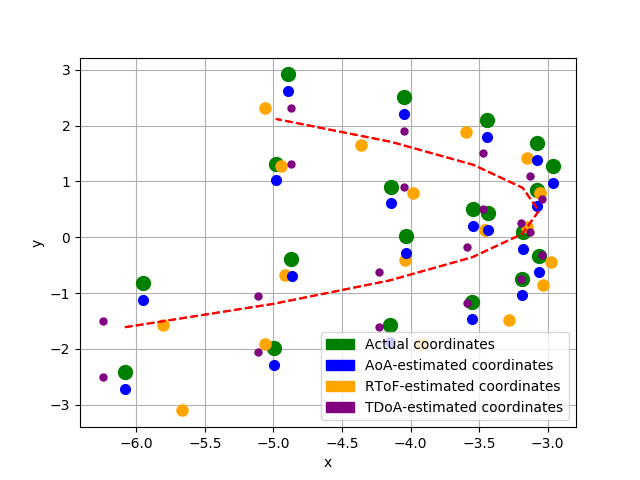 3
2
1
0
−1
−2
−3
y
Actual coordinates
AoA-estimated coordinates
RToF-estimated coordinates
TDoA-estimated coordinates
−6.0 −5.5 −5.0 −4.5 −4.0 −3.5 −3.0
x